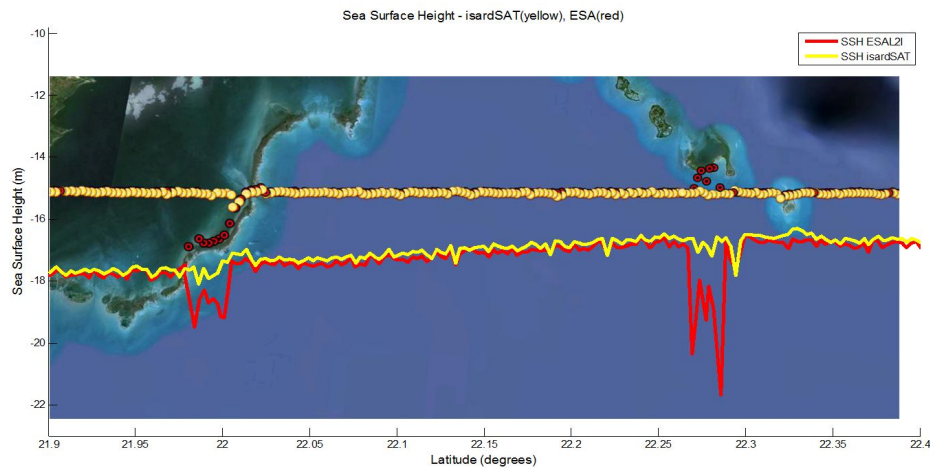 Sea Surface Height - isardSAT(yellow), ESA(red)
SSH ESAL2I
SSH isardSAT
Sea Surface Height (m)
-10
-12
-14
-16
-18
-20
-22
21.9 21.95 22 22.05 22.1 22.15 22.2 22.25 22.3 22.35 22.4
Latitude (degrees)